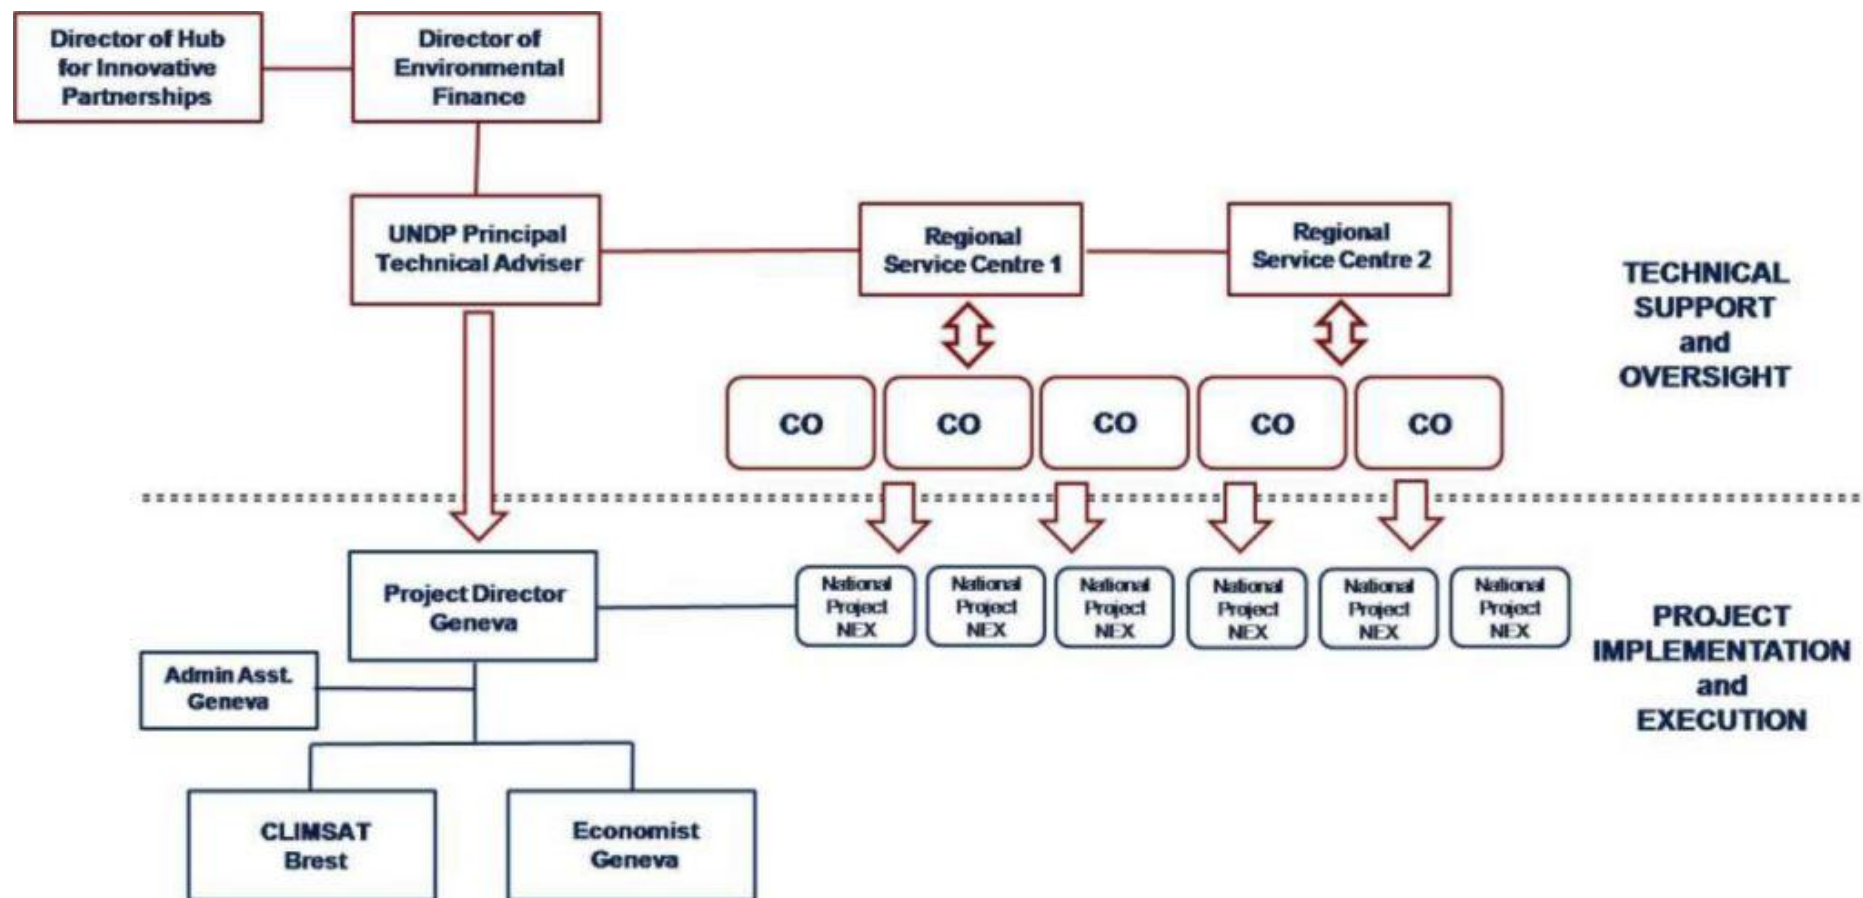 Director of Hub
for Innovative
Partnerships
Director of
Environmental
Finance
UNDP Principal
Technical Adviser
Regional
Service Centre 1
Regional
Service Centre 2
TECHNICAL
SUPPORT
and
OVERSIGHT
CO
CO
CO
CO
CO
Project Director
Geneva
National
Project
NEX
National
Project
NEX
National
Project
NEX
National
Project
NEX
National
Project
NEX
National
Project
NEX
PROJECT
IMPLEMENTATION
and
EXECUTION
Admin Asst.
Geneva
CLIMSAT
Brest
Economist
Geneva